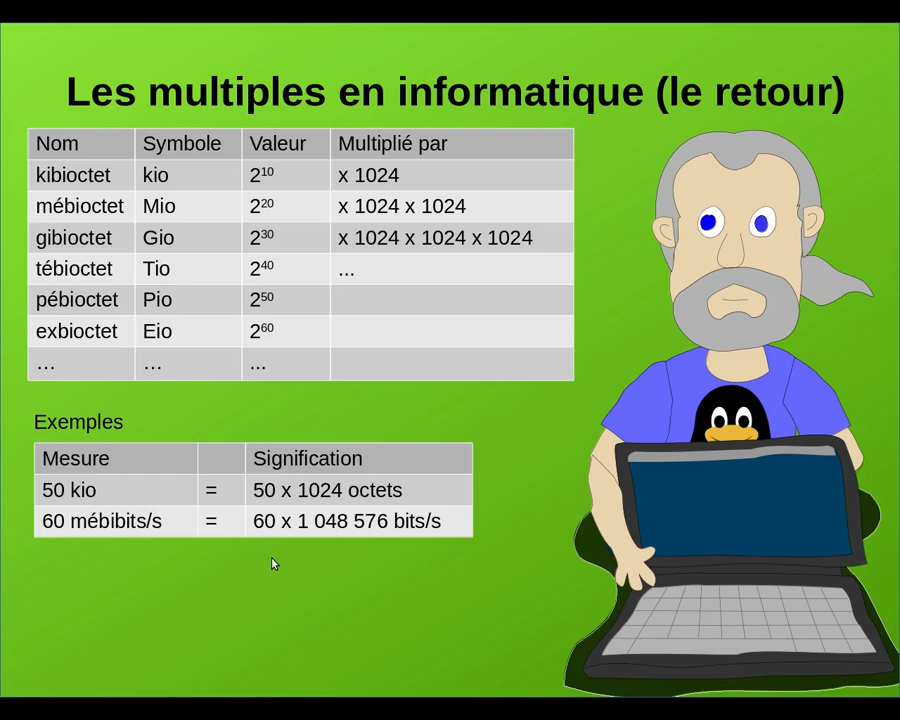 Les multiples en informatique (le retour)
Nom Symbole Valeur Multiplié par
kibioctet kio 2¹⁰ x 1024
mébioctet Mio 2²⁰ x 1024 x 1024
gibioctet Gio 2³⁰ x 1024 x 1024 x 1024
tébioctet Tio 2⁴⁰ ...
pébioctet Pio 2⁵⁰
exbioctet Eio 2⁶⁰
… … ...
Exemples
Mesure Signification
50 kio = 50 x 1024 octets
60 mébibits/s = 60 x 1 048 576 bits/s